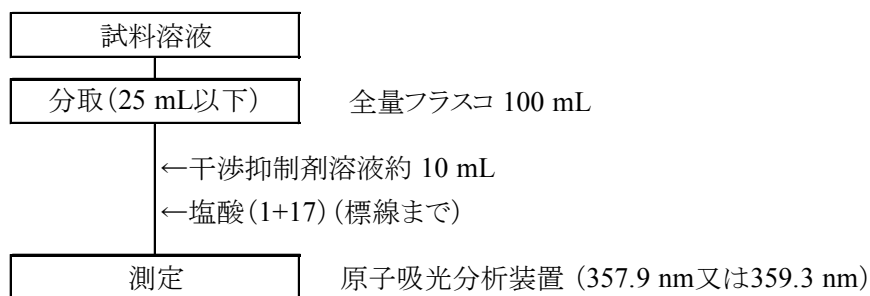 試料溶液
分取(25 mL以下) 全量フラスコ 100 mL
←干渉抑制剤溶液約 10 mL
←塩酸(1+17)(標線まで)
測定 原子吸光分析装置 (357.9 nm又は359.3 nm)